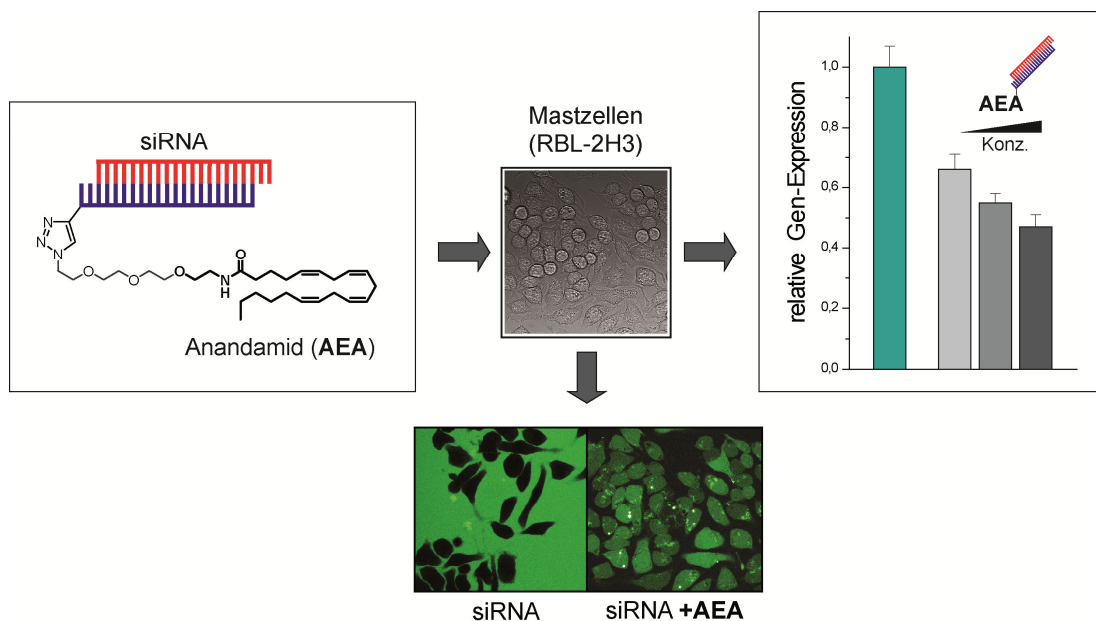 siRNA
N
N
N
O
O
O
N
H
O
Anandamid (AEA)
Mastzellen
(RBL-2H3)
relative Gen-Expression
1,0
0,8
0,6
0,4
0,2
0,0
AEA
Konz.
siRNA
siRNA +AEA